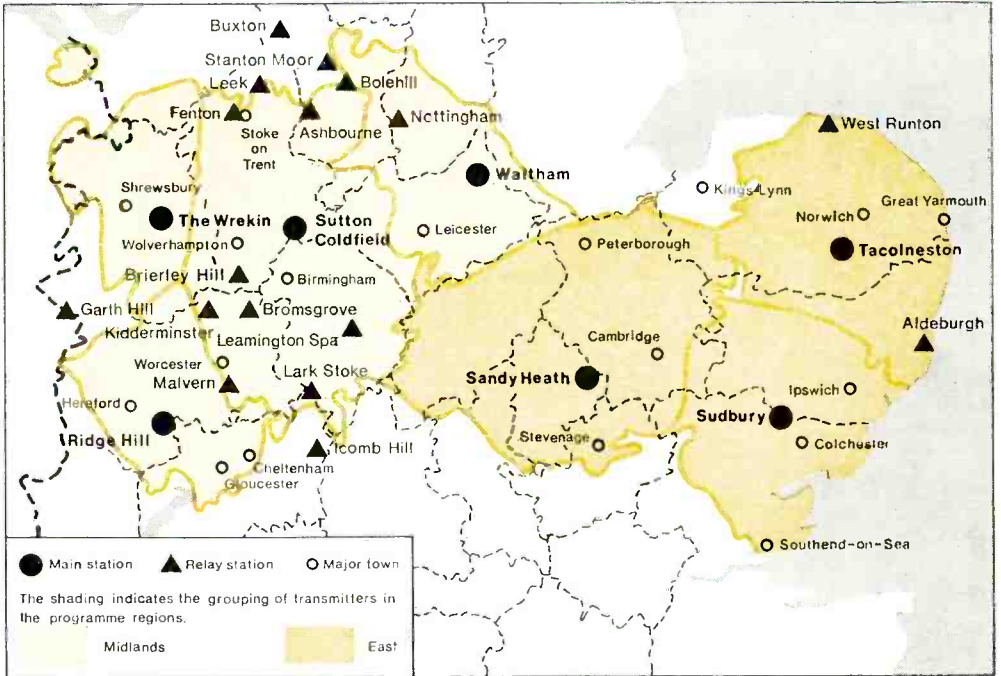 Buxton
Stanton Moor
Leek
Bolehill
Fenton
Stoke
on
Trent
Ashbourne
Nottingham
West Runton
Waltham
Kings Lynn
Shrewsbury
The Wrekin
Sutton
Coldfield
Norwich
Great Yarmouth
Wolverhampton
Leicester
Peterborough
Tacolneston
Brierley Hill
Birmingham
Garth Hill
Bromsgrove
Kidderminster
Leamington Spa
Aldeburgh
Cambridge
Worcester
Malvern
Lark Stoke
Sandy Heath
Ipswich
Hereford
Sudbury
Ridge Hill
Icomb Hill
Stevenage
Colchester
Cheltenham
Gloucester
Southend-on-Sea
Main station
Relay station
Major town
The shading indicates the grouping of transmitters in
the programme regions.
Midlands
East